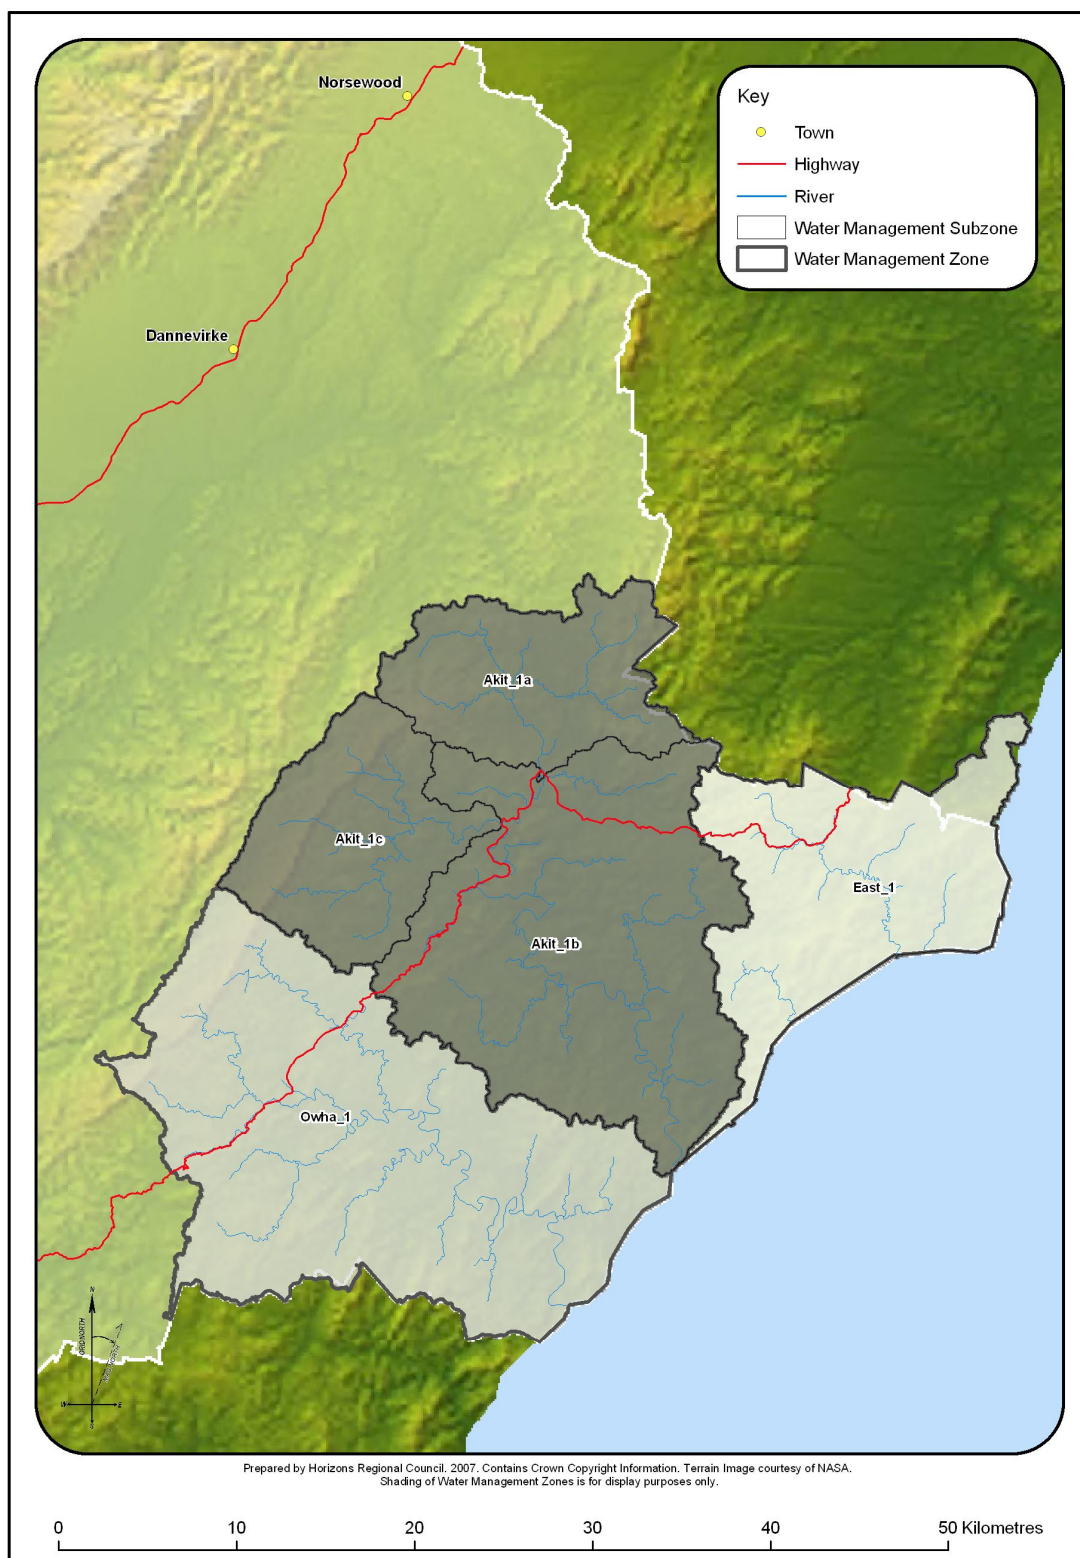 Norsewood
Key
Town
Highway
River
Water Management Subzone
Water Management Zone
Dannevirke
Akit_1a
Akit_1c
East_1
Akit_1b
Owha_1
N
GRIDNORTH
W
E
S
Prepared by Horizons Regional Council. 2007. Contains Crown Copyright Information. Terrain Image courtesy of NASA.
Shading of Water Management Zones is for display purposes only.
0 10 20 30 40 50 Kilometres